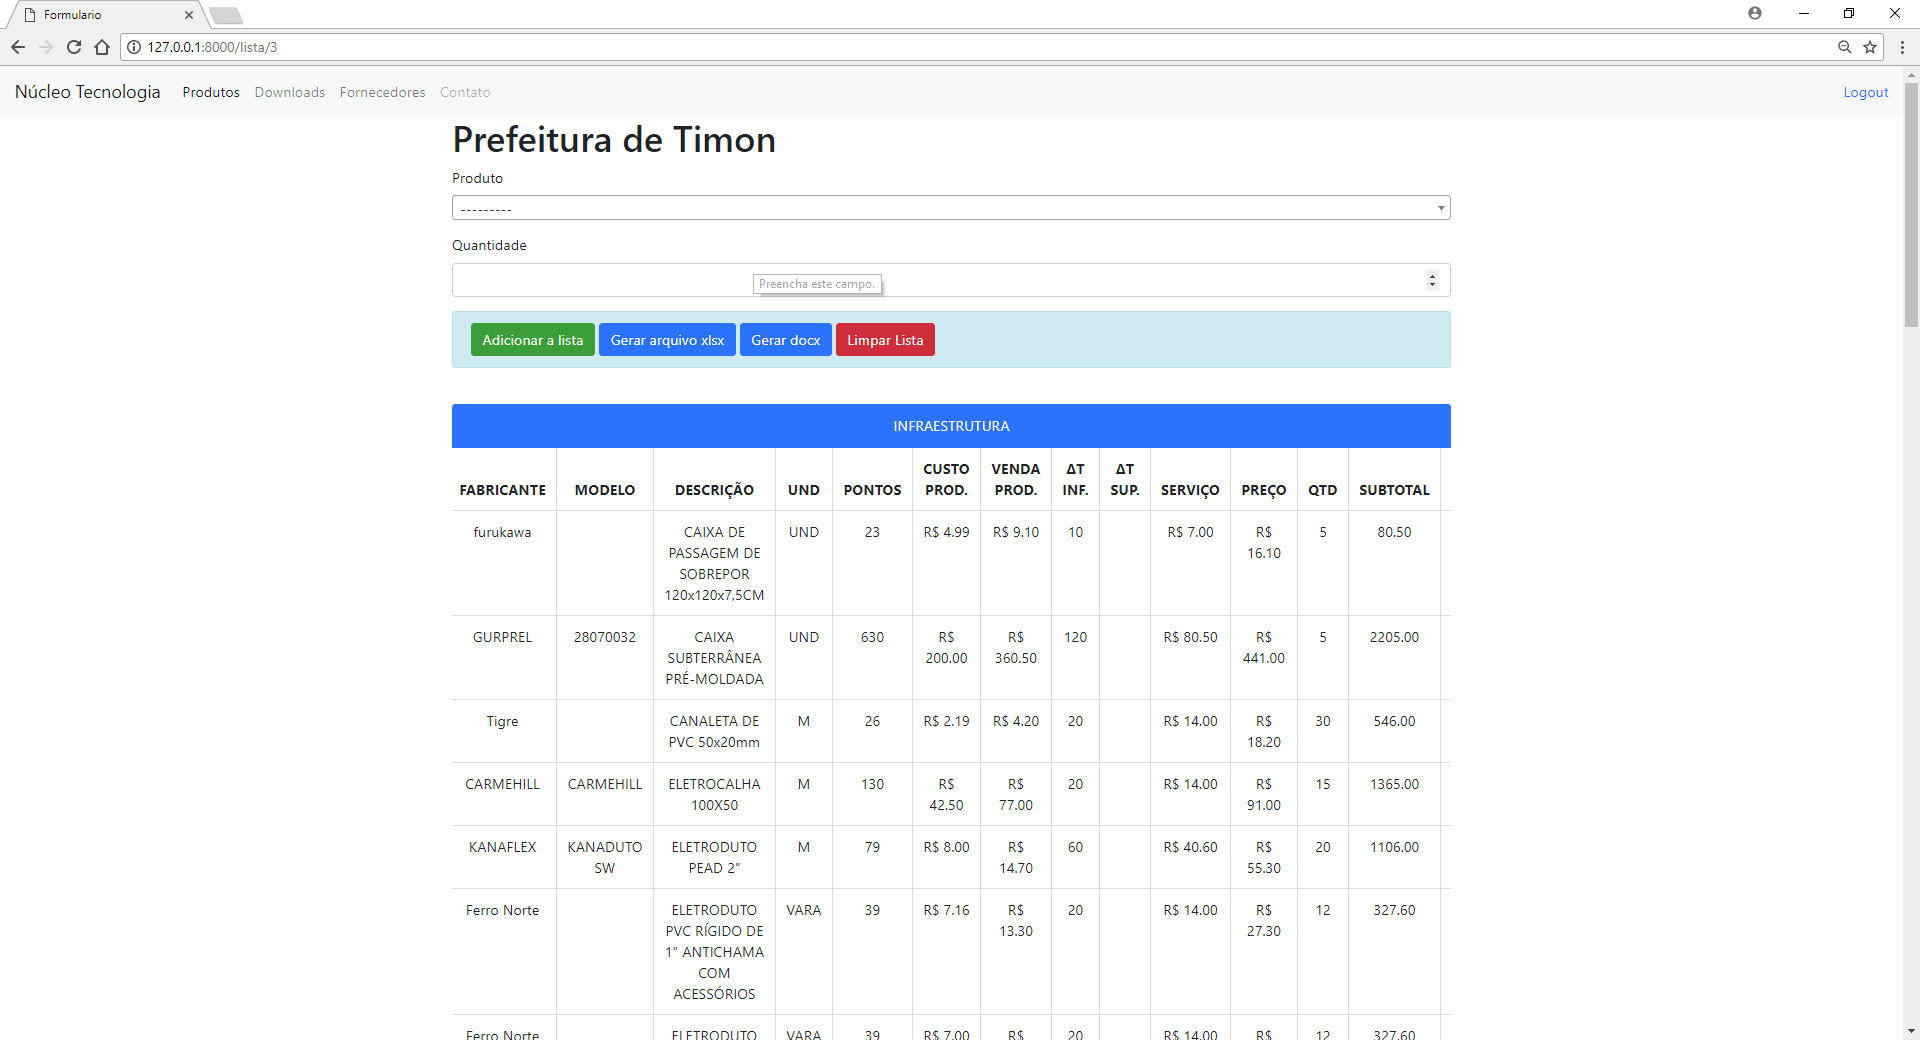 Formulario
127.0.0.1:8000/lista/3
Núcleo Tecnologia Produtos Downloads Fornecedores Contato Logout
Prefeitura de Timon
Produto
---------
Quantidade
Preencha este campo.
Adicionar a lista Gerar arquivo xlsx Gerar docx Limpar Lista
INFRAESTRUTURA
FABRICANTE MODELO DESCRIÇÃO UND PONTOS CUSTO PROD. VENDA PROD. ΔT INF. ΔT SUP. SERVIÇO PREÇO QTD SUBTOTAL
furukawa CAIXA DE PASSAGEM DE SOBREPOR 120x120x7,5CM UND 23 R$ 4.99 R$ 9.10 10 R$ 7.00 R$ 16.10 5 80.50
GURPREL 28070032 CAIXA SUBTERRÂNEA PRÉ-MOLDADA UND 630 R$ 200.00 R$ 360.50 120 R$ 80.50 R$ 441.00 5 2205.00
Tigre CANALETA DE PVC 50x20mm M 26 R$ 2.19 R$ 4.20 20 R$ 14.00 R$ 18.20 30 546.00
CARMEHILL CARMEHILL ELETROCALHA 100X50 M 130 R$ 42.50 R$ 77.00 20 R$ 14.00 R$ 91.00 15 1365.00
KANAFLEX KANADUTO SW ELETRODUTO PEAD 2" M 79 R$ 8.00 R$ 14.70 60 R$ 40.60 R$ 55.30 20 1106.00
Ferro Norte ELETRODUTO PVC RÍGIDO DE 1" ANTICHAMA COM ACESSÓRIOS VARA 39 R$ 7.16 R$ 13.30 20 R$ 14.00 R$ 27.30 12 327.60
Ferro Norte ELETRODUTO VARA 39 R$ 7.00 R$ 20 R$ 14.00 R$ 12 327.60